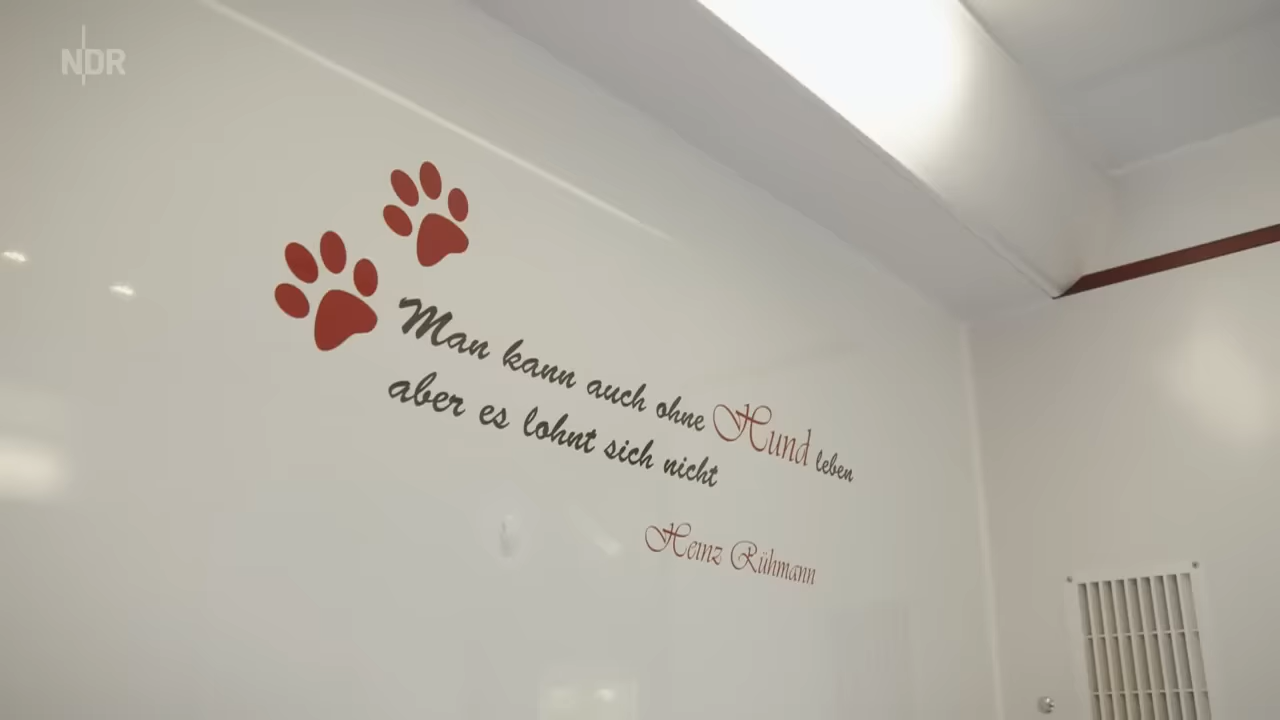 NDR
Man kann auch ohne Hund leben
aber es lohnt sich nicht
Heinz Rühmann